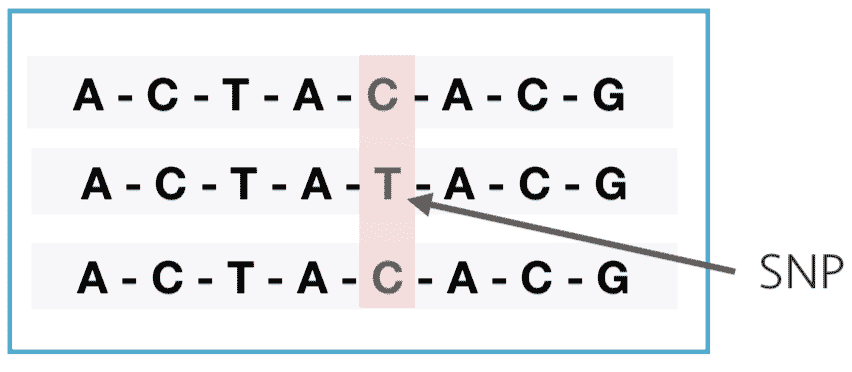 A - C - T - A - C - A - C - G
A - C - T - A - T - A - C - G
A - C - T - A - C - A - C - G
SNP